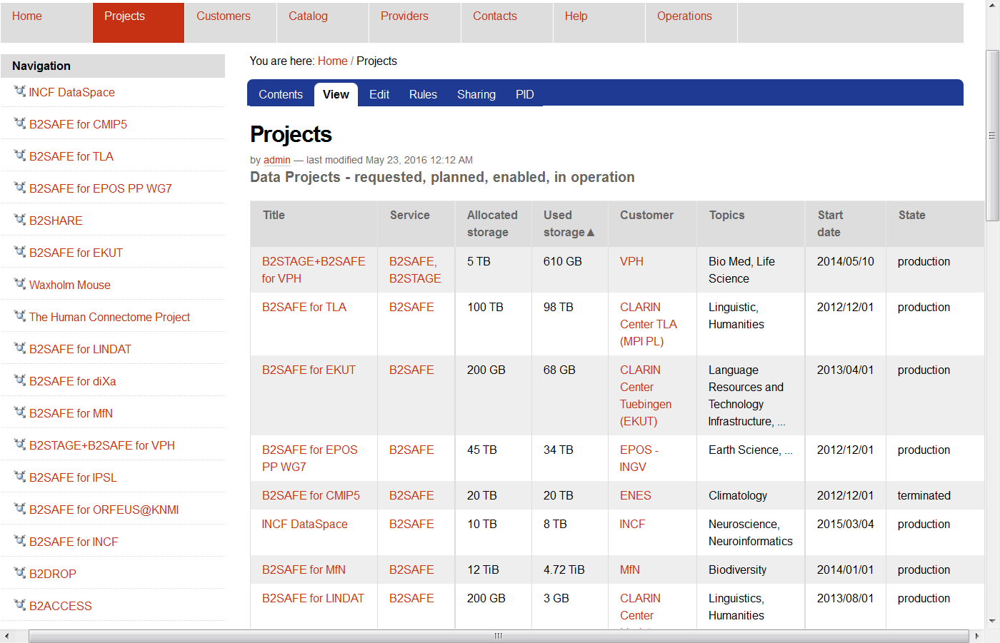 Home Projects Customers Catalog Providers Contacts Help Operations
Navigation
INCF DataSpace
B2SAFE for CMIP5
B2SAFE for TLA
B2SAFE for EPOS PP WG7
B2SHARE
B2SAFE for EKUT
Waxholm Mouse
The Human Connectome Project
B2SAFE for LINDAT
B2SAFE for diXa
B2SAFE for MfN
B2STAGE+B2SAFE for VPH
B2SAFE for IPSL
B2SAFE for ORFEUS@KNMI
B2SAFE for INCF
B2DROP
B2ACCESS
You are here: Home / Projects
Contents View Edit Rules Sharing PID
Projects
by admin — last modified May 23, 2016 12:12 AM
Data Projects - requested, planned, enabled, in operation
Title Service Allocated Used Customer Topics Start State
storage storage▲ date
B2STAGE+B2SAFE B2SAFE, 5 TB 610 GB VPH Bio Med, Life 2014/05/10 production
for VPH B2STAGE Science
B2SAFE for TLA B2SAFE 100 TB 98 TB CLARIN Linguistic, 2012/12/01 production
Center TLA Humanities
(MPI PL)
B2SAFE for EKUT B2SAFE 200 GB 68 GB CLARIN Language 2013/04/01 production
Center Resources and
Tuebingen Technology
(EKUT) Infrastructure, ...
B2SAFE for EPOS B2SAFE 45 TB 34 TB EPOS - Earth Science, ... 2012/12/01 production
PP WG7 INGV
B2SAFE for CMIP5 B2SAFE 20 TB 20 TB ENES Climatology 2012/12/01 terminated
INCF DataSpace B2SAFE 10 TB 8 TB INCF Neuroscience, 2015/03/04 production
Neuroinformatics
B2SAFE for MfN B2SAFE 12 TiB 4.72 TiB MfN Biodiversity 2014/01/01 production
B2SAFE for LINDAT B2SAFE 200 GB 3 GB CLARIN Linguistics, 2013/08/01 production
Center Humanities